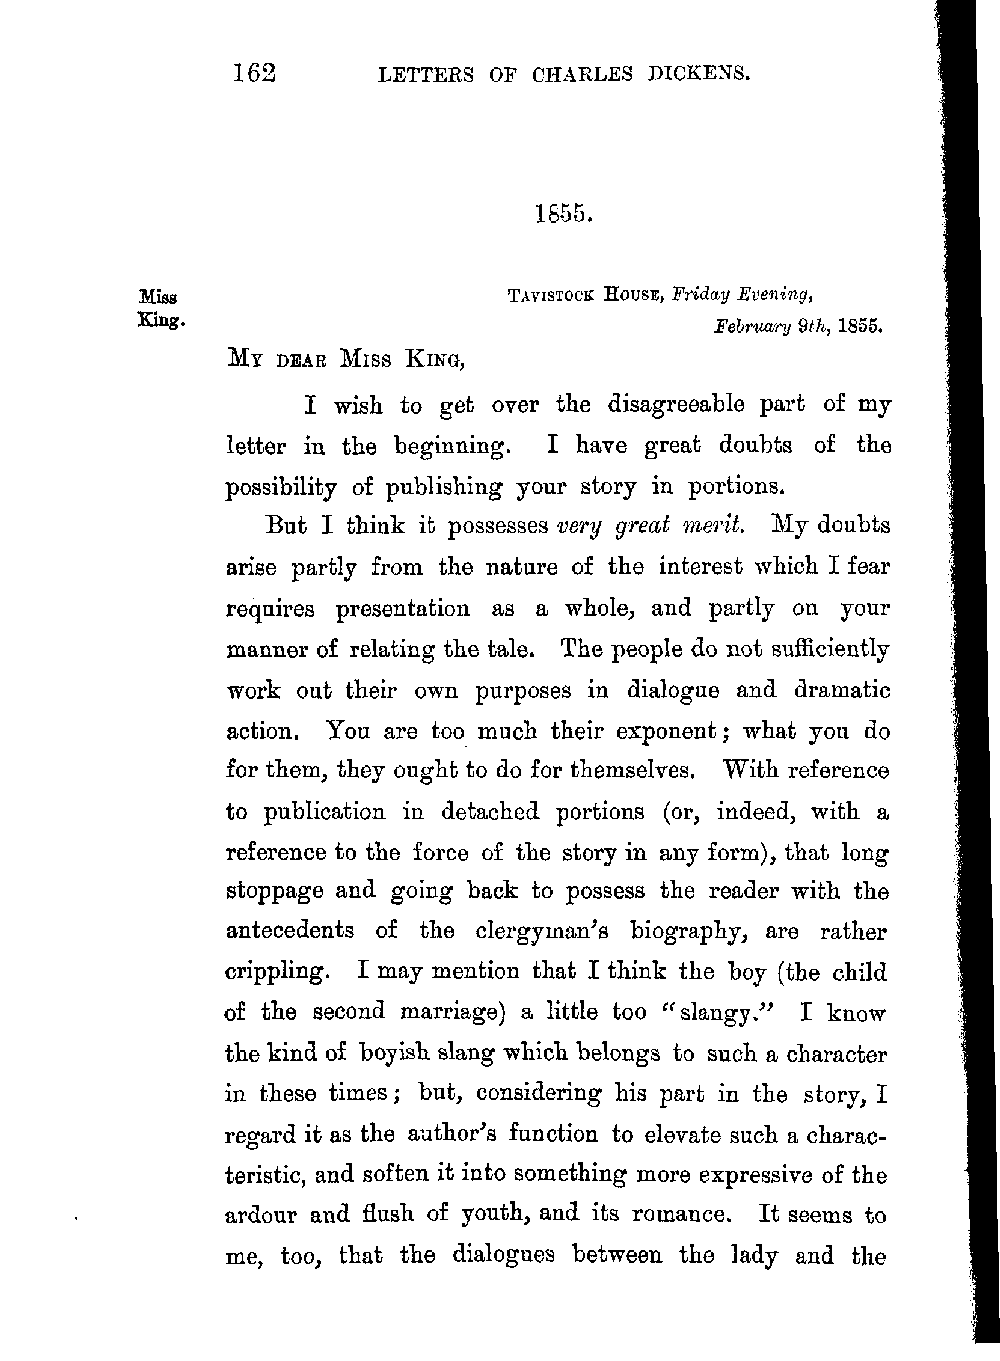 162 LETTERS OF CHARLES DICKENS.
1855.
Miss
King.
TAVISTOCK HOUSE, Friday Evening,
February 9th, 1855.
MY DEAR MISS KING,
I wish to get over the disagreeable part of my
letter in the beginning. I have great doubts of the
possibility of publishing your story in portions.
But I think it possesses very great merit. My doubts
arise partly from the nature of the interest which I fear
requires presentation as a whole, and partly on your
manner of relating the tale. The people do not sufficiently
work out their own purposes in dialogue and dramatic
action. You are too much their exponent; what you do
for them, they ought to do for themselves. With reference
to publication in detached portions (or, indeed, with a
reference to the force of the story in any form), that long
stoppage and going back to possess the reader with the
antecedents of the clergyman's biography, are rather
crippling. I may mention that I think the boy (the child
of the second marriage) a little too "slangy." I know
the kind of boyish slang which belongs to such a character
in these times; but, considering his part in the story, I
regard it as the author's function to elevate such a charac-
teristic, and soften it into something more expressive of the
ardour and flush of youth, and its romance. It seems to
me, too, that the dialogues between the lady and the